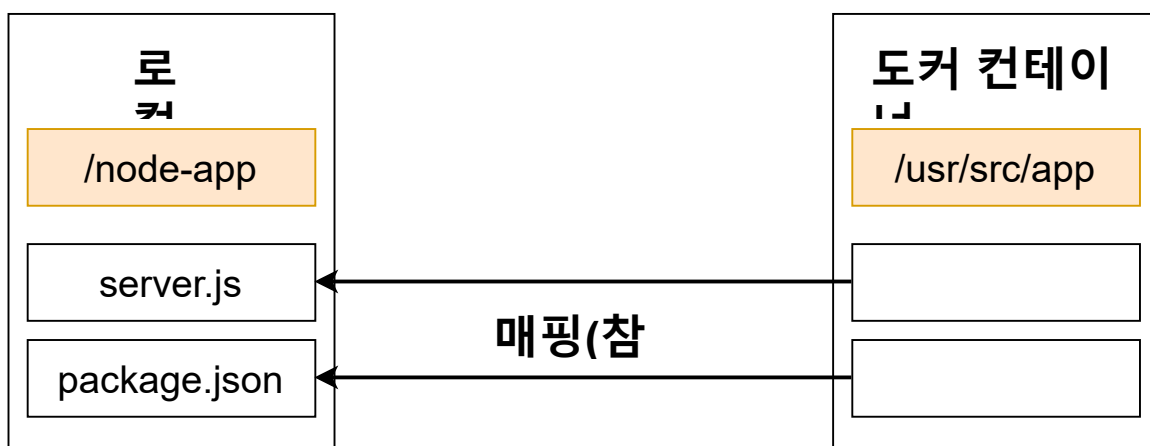 로
도커 컨테이
/node-app
/usr/src/app
server.js
매핑(참
package.json